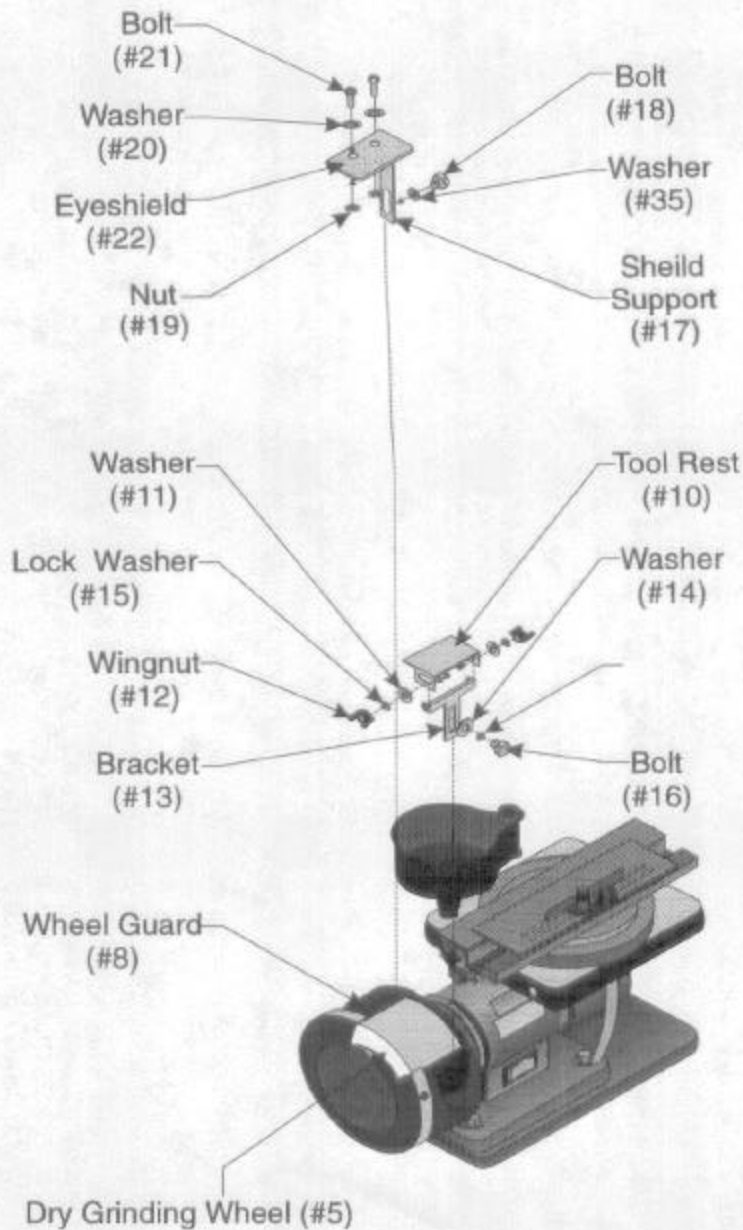 Bolt
(#21)
Bolt
(#18)
Washer
(#20)
Washer
(#35)
Eyeshield
(#22)
Sheild
Support
(#17)
Nut
(#19)
Washer
(#11)
Tool Rest
(#10)
Lock Washer
(#15)
Washer
(#14)
Wingnut
(#12)
Bracket
(#13)
Bolt
(#16)
Wheel Guard
(#8)
Dry Grinding Wheel (#5)